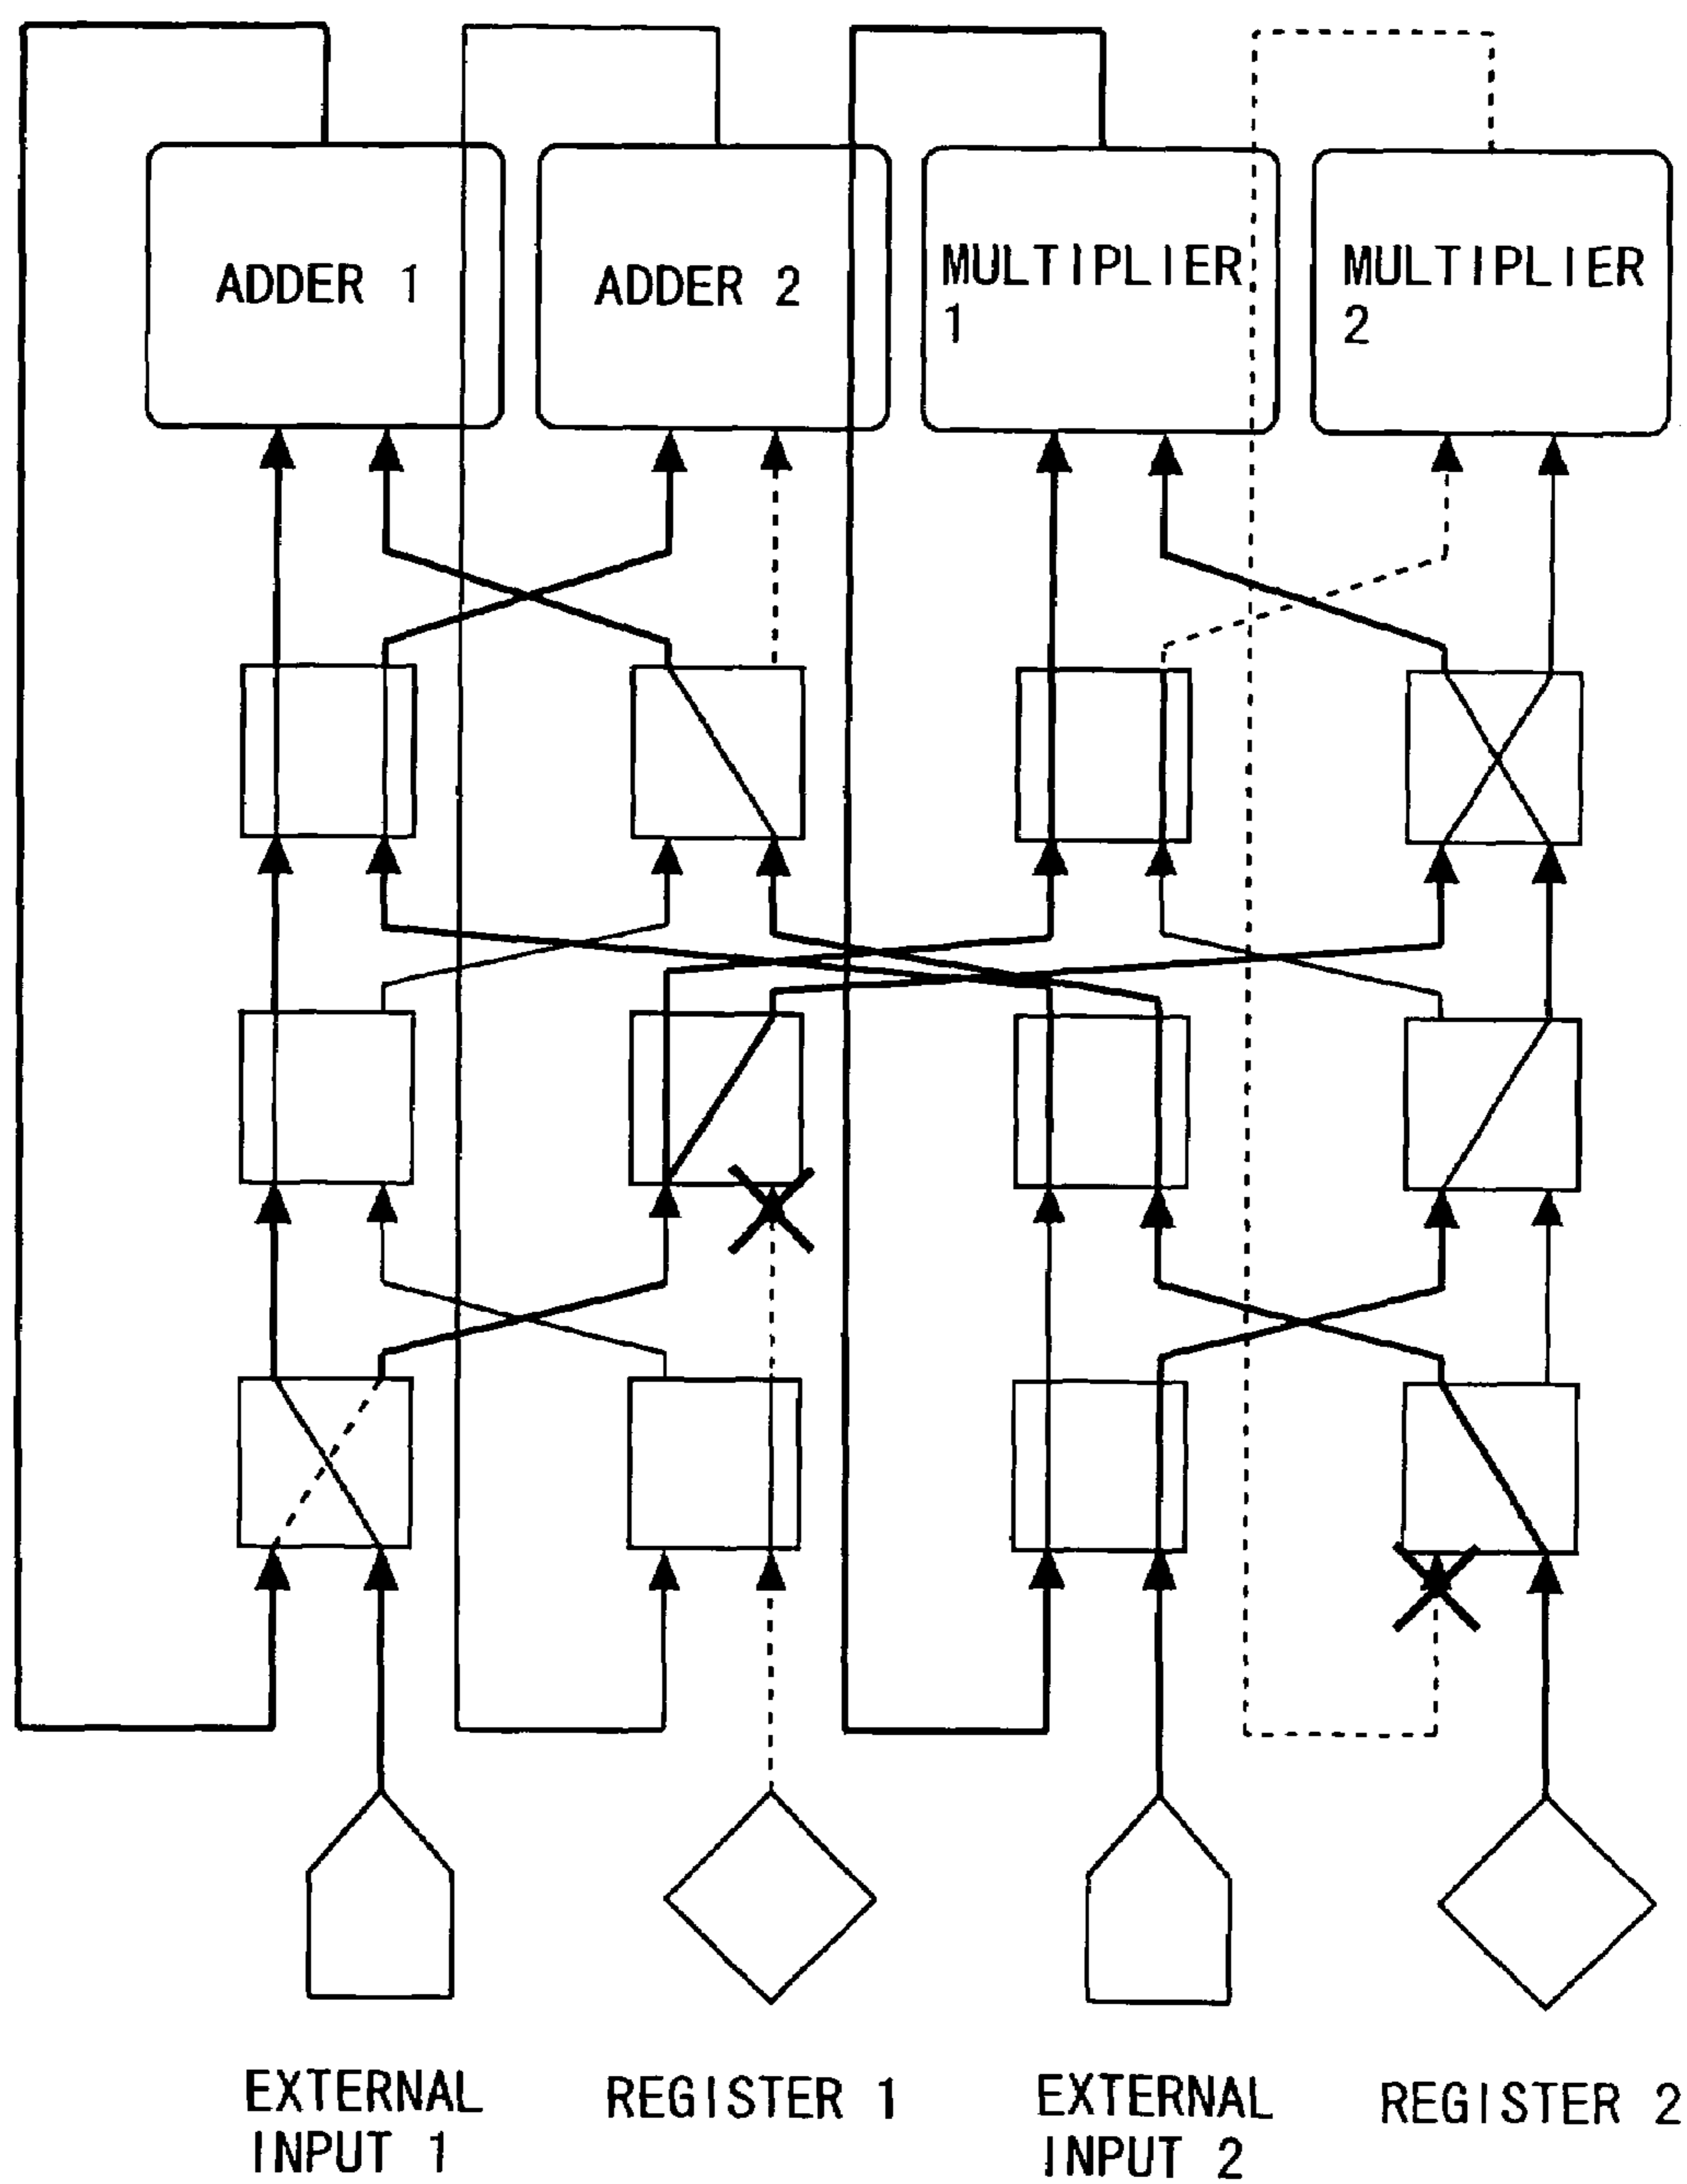 ADDER 1
ADDER 2
MULTIPLIER
1
MULTIPLIER
2
EXTERNAL
INPUT 1
REGISTER 1
EXTERNAL
INPUT 2
REGISTER 2